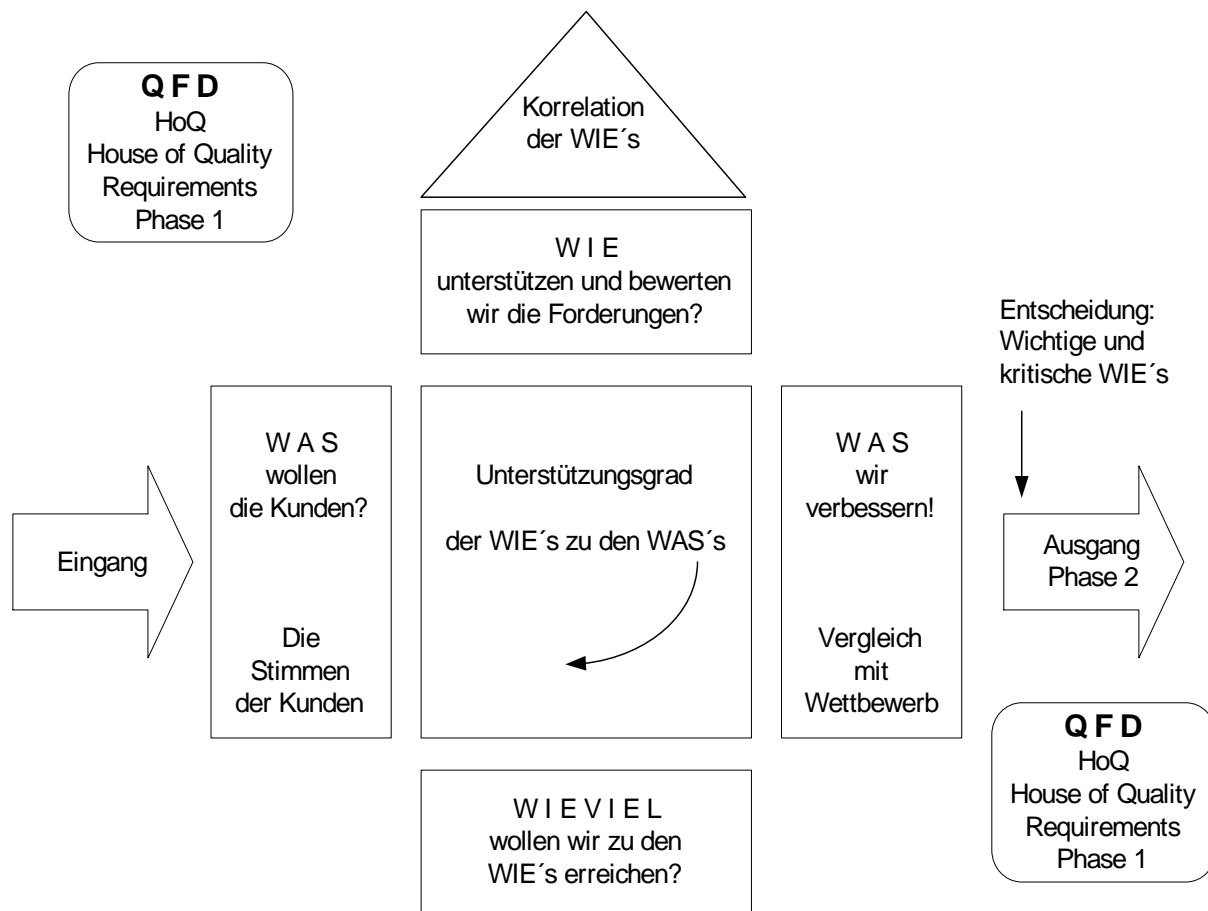 Q F D
HoQ
House of Quality
Requirements
Phase 1
Korrelation
der WIE´s
W I E
unterstützen und bewerten
wir die Forderungen?
Entscheidung:
Wichtige und
kritische WIE´s
Eingang
W A S
wollen
die Kunden?
Die
Stimmen
der Kunden
Unterstützungsgrad
der WIE´s zu den WAS´s
W A S
wir
verbessern!
Vergleich
mit
Wettbewerb
Ausgang
Phase 2
W I E V I E L
wollen wir zu den
WIE´s erreichen?
Q F D
HoQ
House of Quality
Requirements
Phase 1